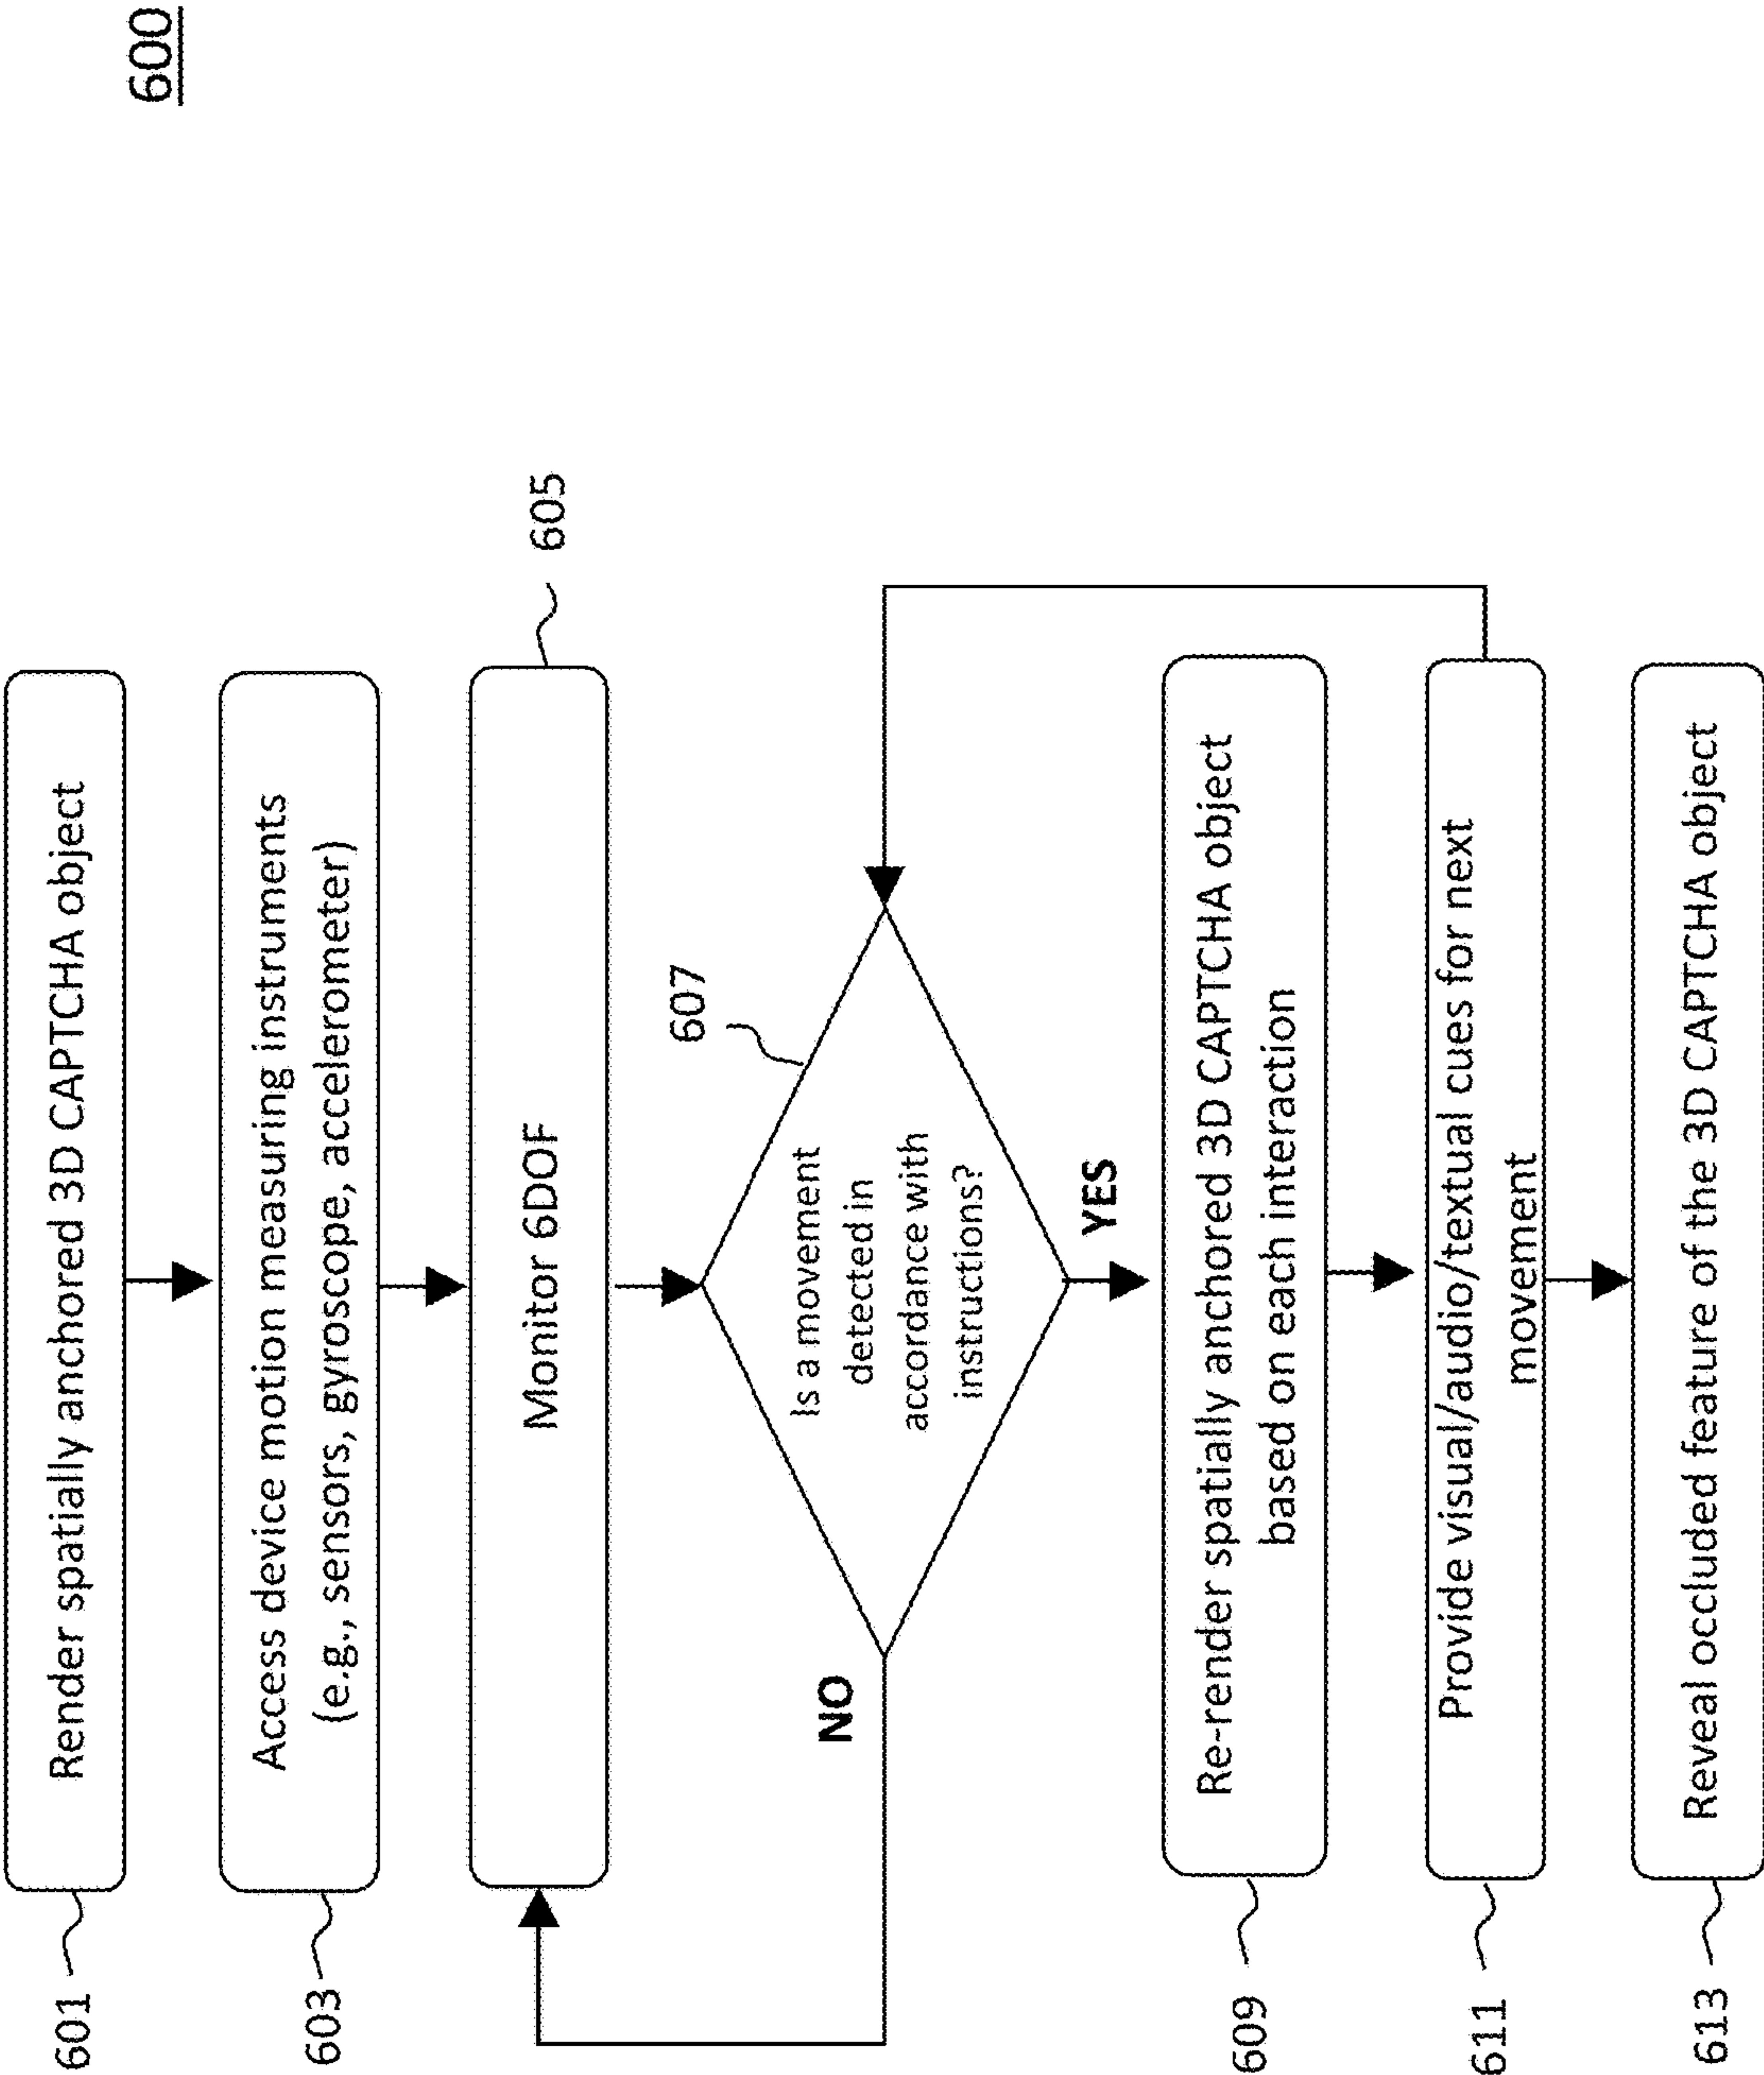 600
601
Render spatially anchored 3D CAPTCHA object
603
Access device motion measuring instruments
(e.g., sensors, gyroscope, accelerometer)
Monitor 6DOF
605
607
Is a movement
detected in
accordance with
instructions?
NO
YES
609
Re-render spatially anchored 3D CAPTCHA object
based on each interaction
611
Provide visual/audio/textual cues for next
movement
613
Reveal occluded feature of the 3D CAPTCHA object